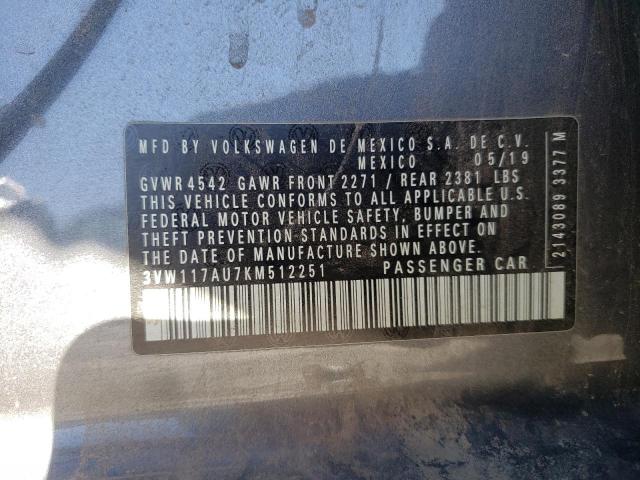 MFD BY VOLKSWAGEN DE MEXICO S.A. DE C.V.
MEXICO 05/19
GVWR 4542 GAWR FRONT 2271 / REAR 2381 LBS
THIS VEHICLE CONFORMS TO ALL APPLICABLE U.S.
FEDERAL MOTOR VEHICLE SAFETY, BUMPER AND
THEFT PREVENTION STANDARDS IN EFFECT ON
THE DATE OF MANUFACTURE SHOWN ABOVE.
3VW117AU7KM512251 PASSENGER CAR
2143089 3377 M